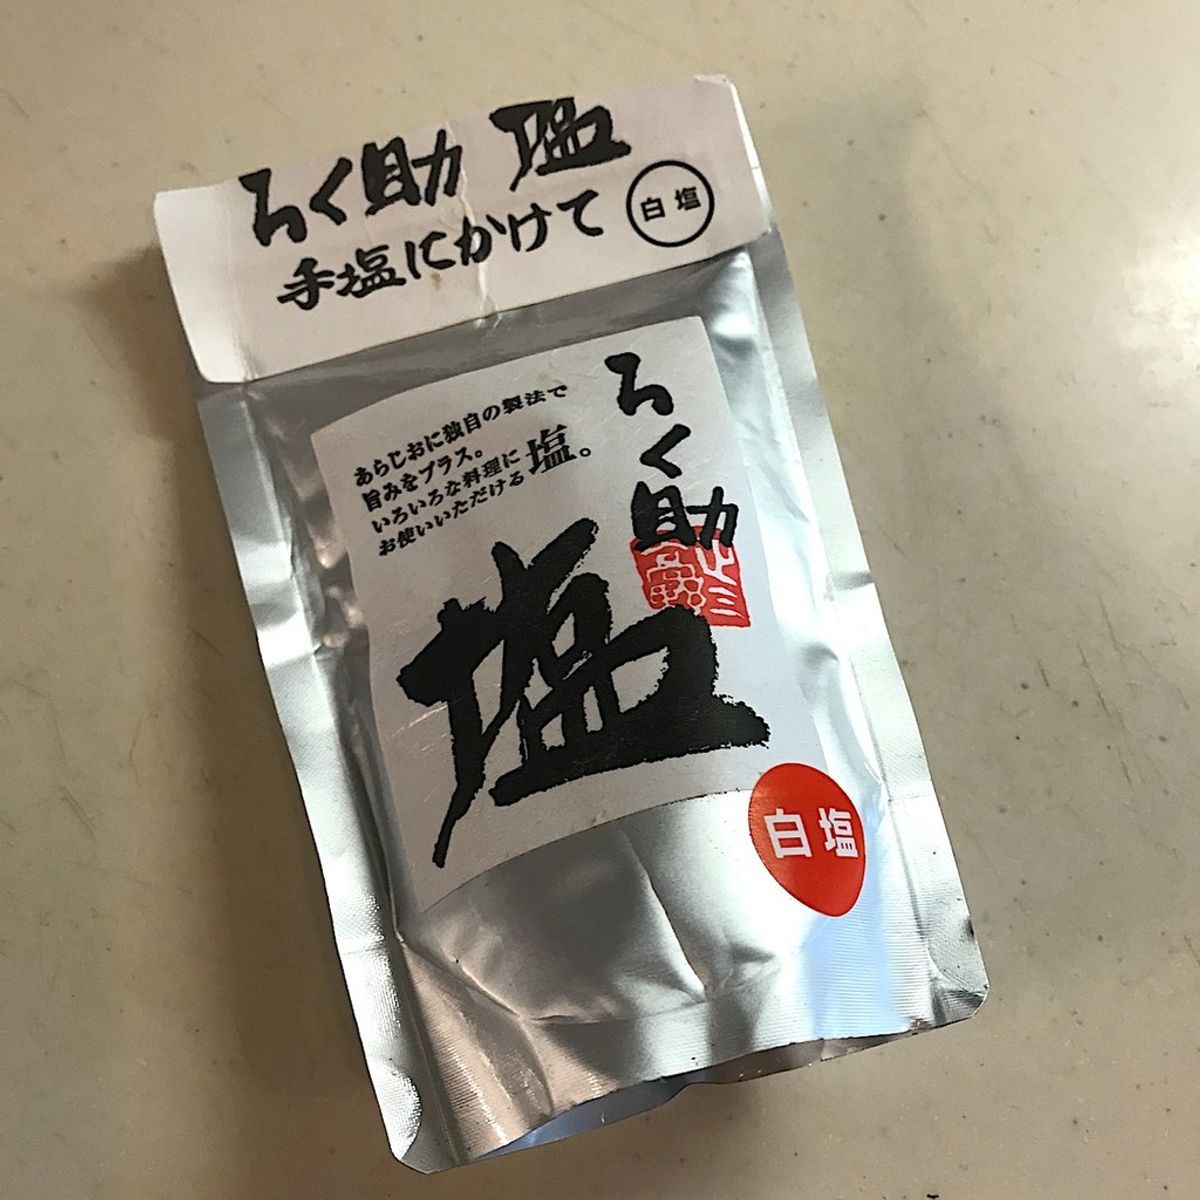 ろく助 塩
手塩にかけて
白塩
ろく助
あらじおに独自の製法で
旨みをプラス。
いろいろな料理に
お使いいただける塩。
塩
白塩